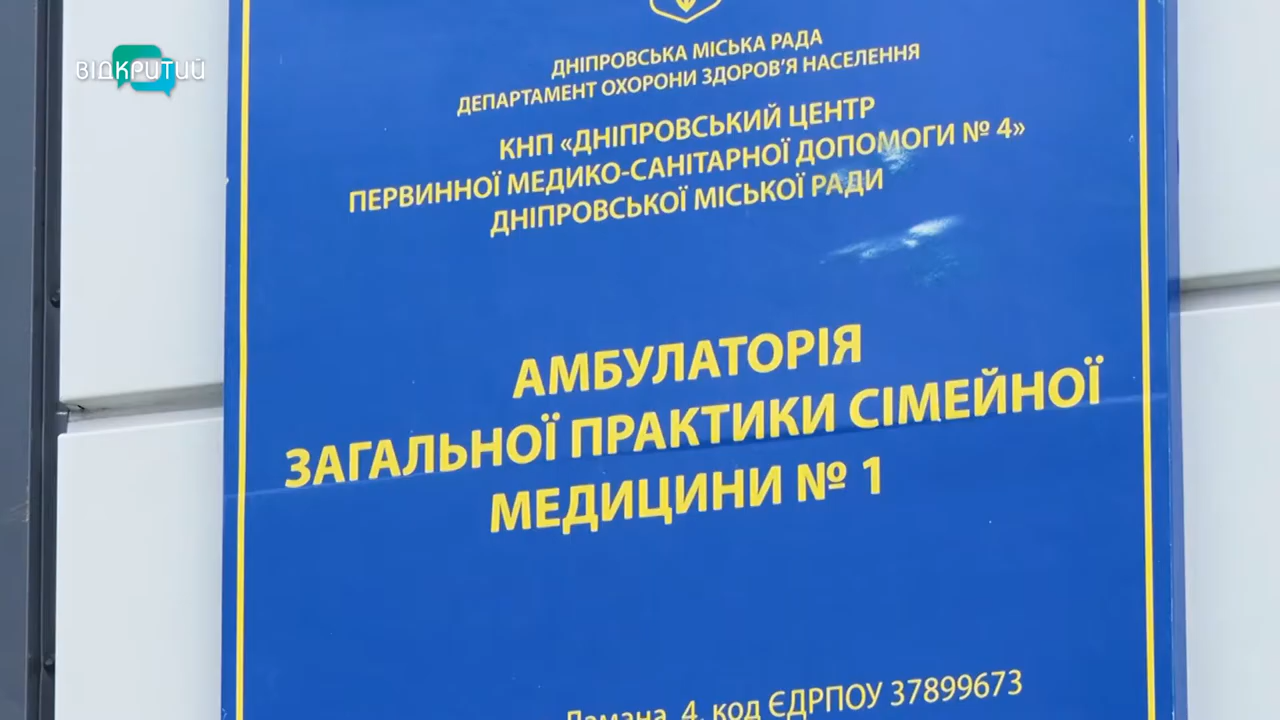 ВІДКРИТИЙ
ДНІПРОВСЬКА МІСЬКА РАДА
ДЕПАРТАМЕНТ ОХОРОНИ ЗДОРОВ'Я НАСЕЛЕННЯ
КНП «ДНІПРОВСЬКИЙ ЦЕНТР
ПЕРВИННОЇ МЕДИКО-САНІТАРНОЇ ДОПОМОГИ № 4»
ДНІПРОВСЬКОЇ МІСЬКОЇ РАДИ
АМБУЛАТОРІЯ
ЗАГАЛЬНОЇ ПРАКТИКИ СІМЕЙНОЇ
МЕДИЦИНИ № 1
4, код ЄДРПОУ 37899673